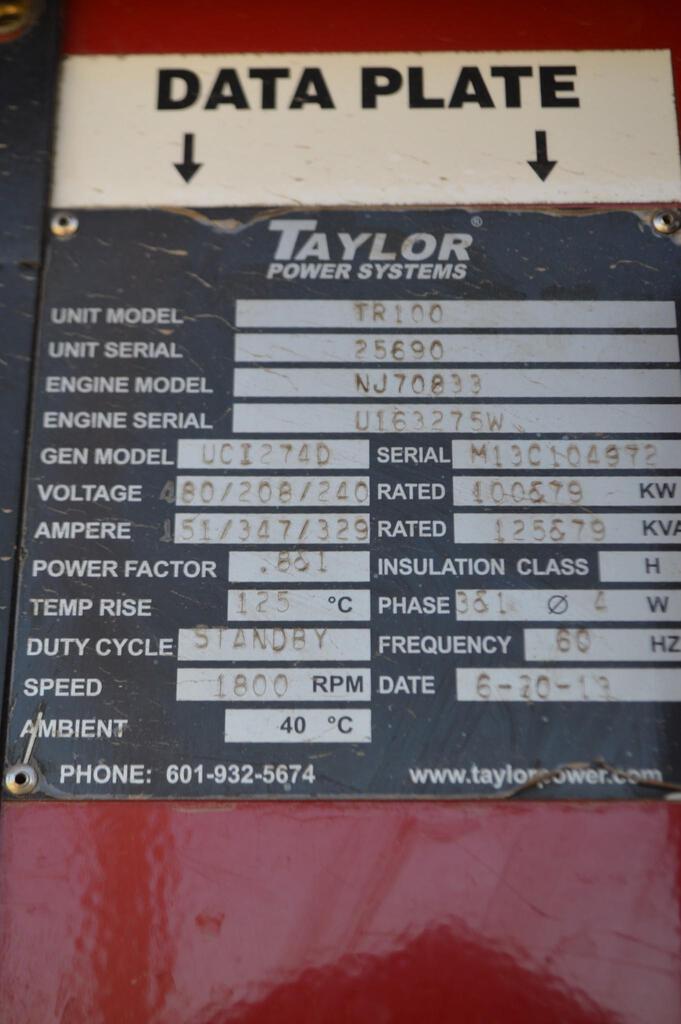 DATA PLATE
TAYLOR®
POWER SYSTEMS
UNIT MODEL TR100
UNIT SERIAL 25690
ENGINE MODEL NJ70833
ENGINE SERIAL U163275W
GEN MODEL UCI274D SERIAL M13C104972
VOLTAGE 480/208/240 RATED 100&79 KW
AMPERE 151/347/329 RATED 125&79 KVA
POWER FACTOR .8&1 INSULATION CLASS H
TEMP RISE 125 °C PHASE 3&1 Ø 4 W
DUTY CYCLE STANDBY FREQUENCY 60 HZ
SPEED 1800 RPM DATE 6-20-13
AMBIENT 40 °C
PHONE: 601-932-5674 www.taylorpower.com